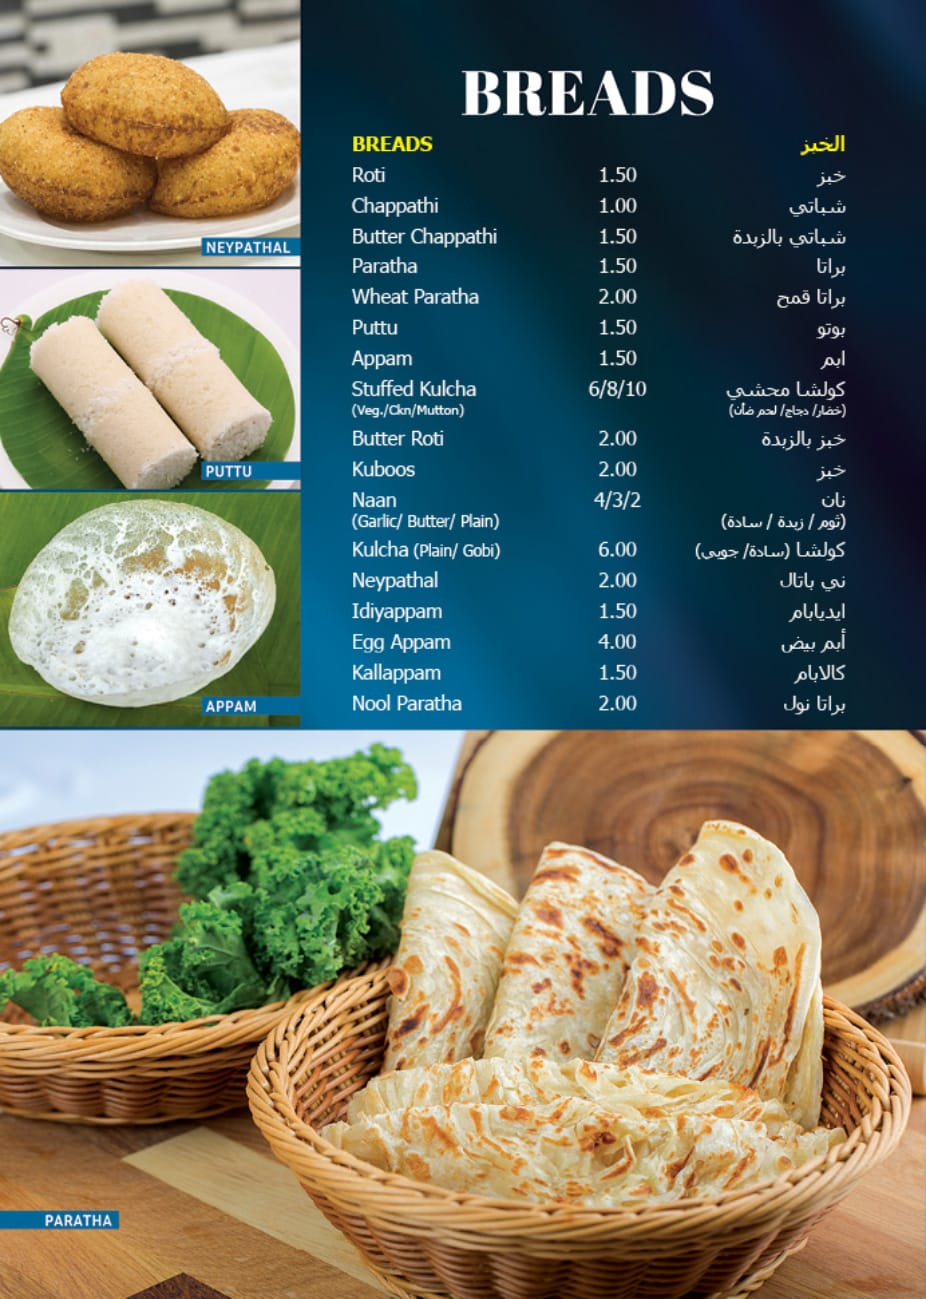 BREADS
BREADS 	الخبز
Roti 1.50 خبز
Chappathi 1.00 شباتي
Butter Chappathi 1.50 شباتي بالزبدة
Paratha 1.50 براتا
Wheat Paratha 2.00 براتا قمح
Puttu 1.50 بوتو
Appam 1.50 ابم
Stuffed Kulcha 6/8/10 كولشا محشي
(Veg./Ckn/Mutton) (خضار/ دجاج/ لحم ضأن)
Butter Roti 2.00 خبز بالزبدة
Kuboos 2.00 خبز
Naan 4/3/2 نان
(Garlic/ Butter/ Plain) (ثوم / زبدة / سادة)
Kulcha (Plain/ Gobi) 6.00 كولشا (سادة/ جوبي)
Neypathal 2.00 ني باتال
Idiyappam 1.50 ايديابام
Egg Appam 4.00 أبم بيض
Kallappam 1.50 كالابام
Nool Paratha 2.00 براتا نول
NEYPATHAL
PUTTU
APPAM
PARATHA